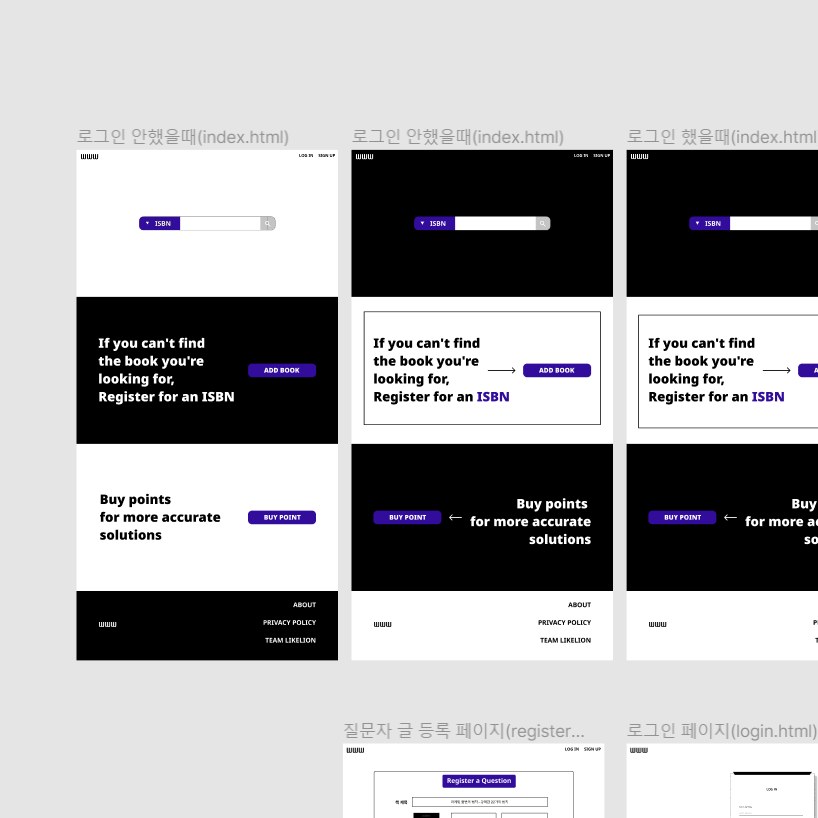 로그인 안했을때(index.html)
WWW
LOG IN SIGN UP
ISBN
If you can't find
the book you're
looking for,
Register for an ISBN
ADD BOOK
Buy points
for more accurate
solutions
BUY POINT
ABOUT
WWW
PRIVACY POLICY
TEAM LIKELION
로그인 안했을때(index.html)
WWW
LOG IN SIGN UP
ISBN
If you can't find
the book you're
looking for,
Register for an ISBN
ADD BOOK
BUY POINT
Buy points
for more accurate
solutions
ABOUT
WWW
PRIVACY POLICY
TEAM LIKELION
로그인 했을때(index.html
WWW
ISBN
If you can't find
the book you're
looking for,
Register for an ISBN
A
BUY POINT
Buy
for more a
so
WWW
P
T
질문자 글 등록 페이지(register...
WWW
LOG IN SIGN UP
Register a Question
책 제목
로그인 페이지(login.html)
WWW
LOG IN